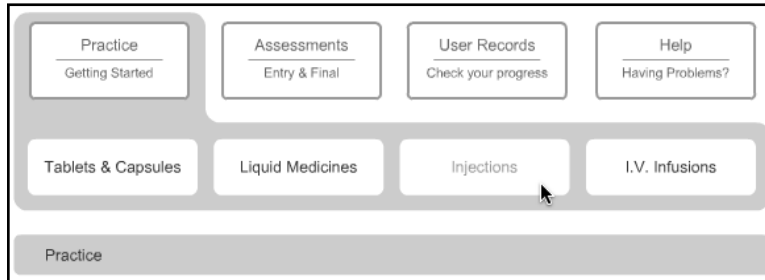 Practice
Getting Started
Assessments
Entry & Final
User Records
Check your progress
Help
Having Problems?
Tablets & Capsules
Liquid Medicines
Injections
I.V. Infusions
Practice